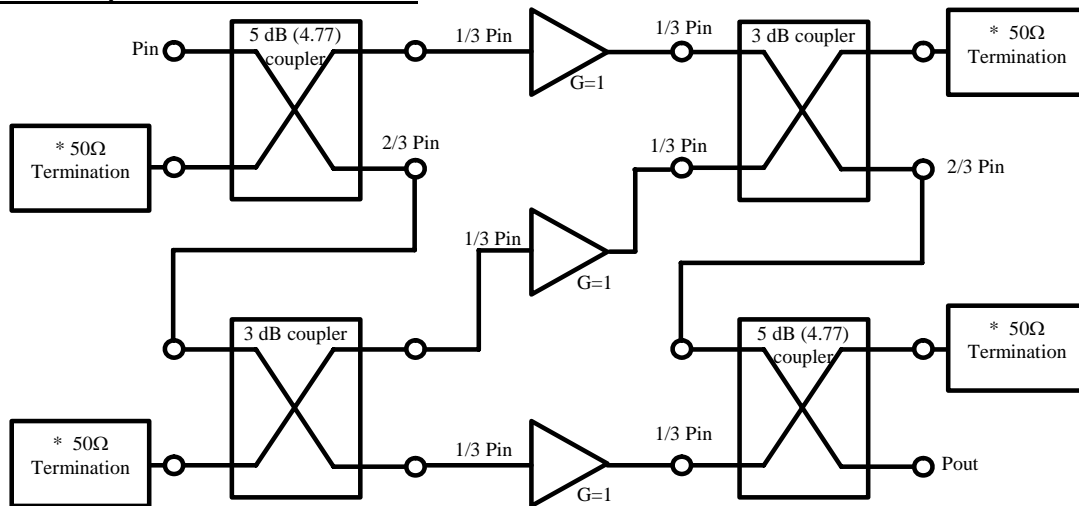 Pin
5 dB (4.77)
coupler
1/3 Pin
G=1
1/3 Pin
3 dB coupler
* 50Ω
Termination
* 50Ω
Termination
2/3 Pin
1/3 Pin
2/3 Pin
1/3 Pin
G=1
3 dB coupler
5 dB (4.77)
coupler
* 50Ω
Termination
* 50Ω
Termination
1/3 Pin
G=1
1/3 Pin
Pout